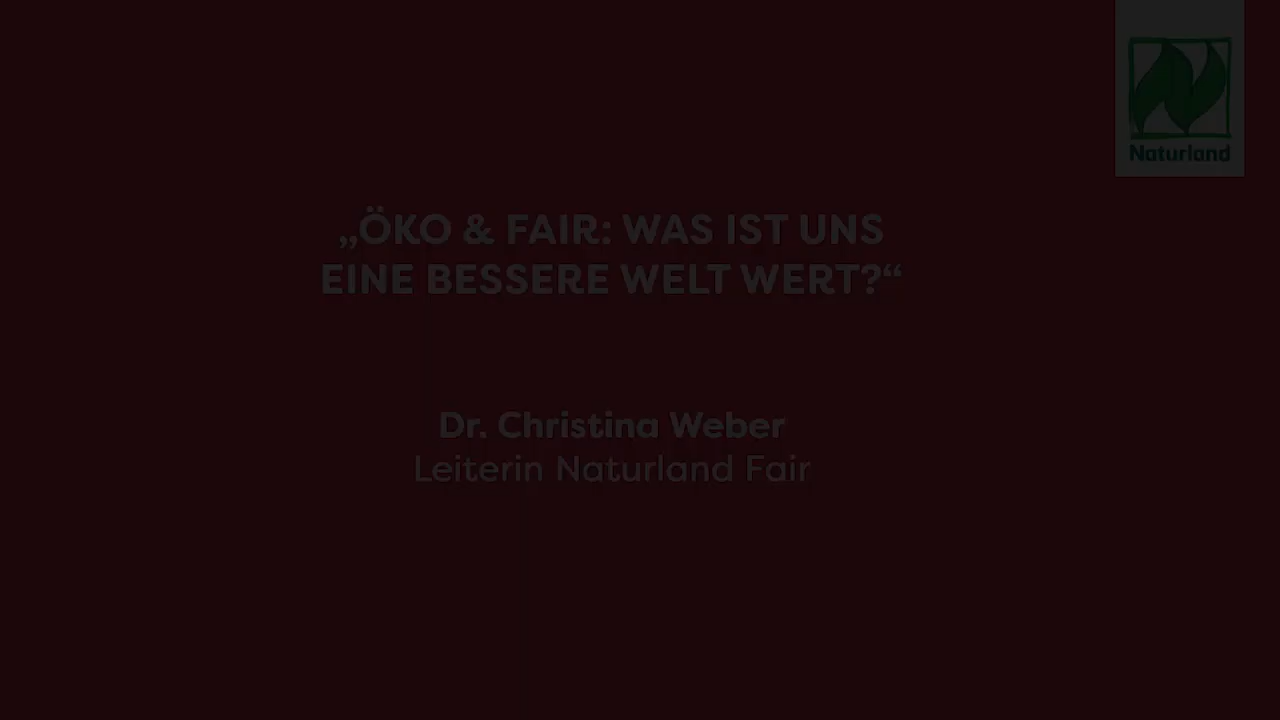 Naturland
„ÖKO & FAIR: WAS IST UNS
EINE BESSERE WELT WERT?“
Dr. Christina Weber
Leiterin Naturland Fair